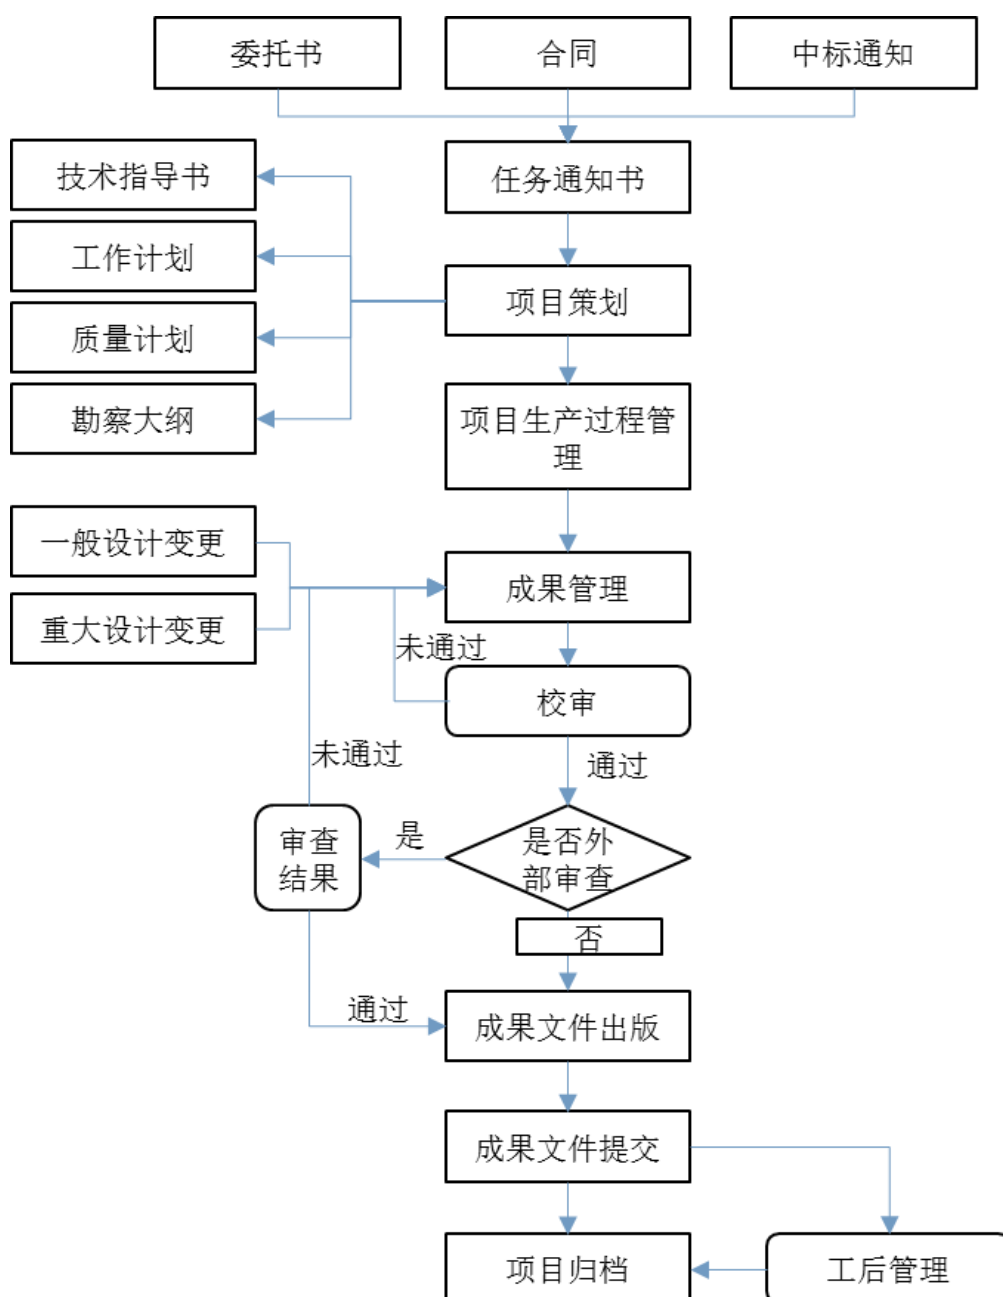 委托书
合同
中标通知
技术指导书
任务通知书
工作计划
项目策划
质量计划
勘察大纲
项目生产过程管
理
一般设计变更
成果管理
重大设计变更
未通过
校审
未通过
通过
审查
结果
是
是否外
部审查
否
通过
成果文件出版
成果文件提交
项目归档
工后管理